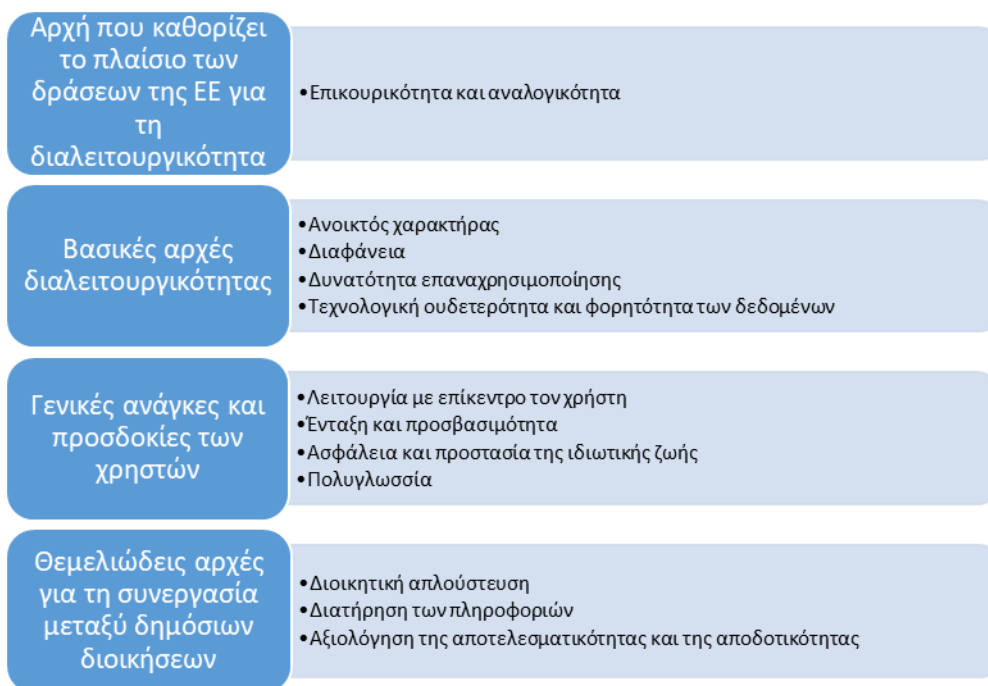 Αρχή που καθορίζει
το πλαίσιο των
δράσεων της ΕΕ για
τη
διαλειτουργικότητα
•Επικουρικότητα και αναλογικότητα
Βασικές αρχές
διαλειτουργικότητας
•Ανοικτός χαρακτήρας
•Διαφάνεια
•Δυνατότητα επαναχρησιμοποίησης
•Τεχνολογική ουδετερότητα και φορητότητα των δεδομένων
Γενικές ανάγκες και
προσδοκίες των
χρηστών
•Λειτουργία με επίκεντρο τον χρήστη
•Ένταξη και προσβασιμότητα
•Ασφάλεια και προστασία της ιδιωτικής ζωής
•Πολυγλωσσία
Θεμελιώδεις αρχές
για τη συνεργασία
μεταξύ δημόσιων
διοικήσεων
•Διοικητική απλούστευση
•Διατήρηση των πληροφοριών
•Αξιολόγηση της αποτελεσματικότητας και της αποδοτικότητας